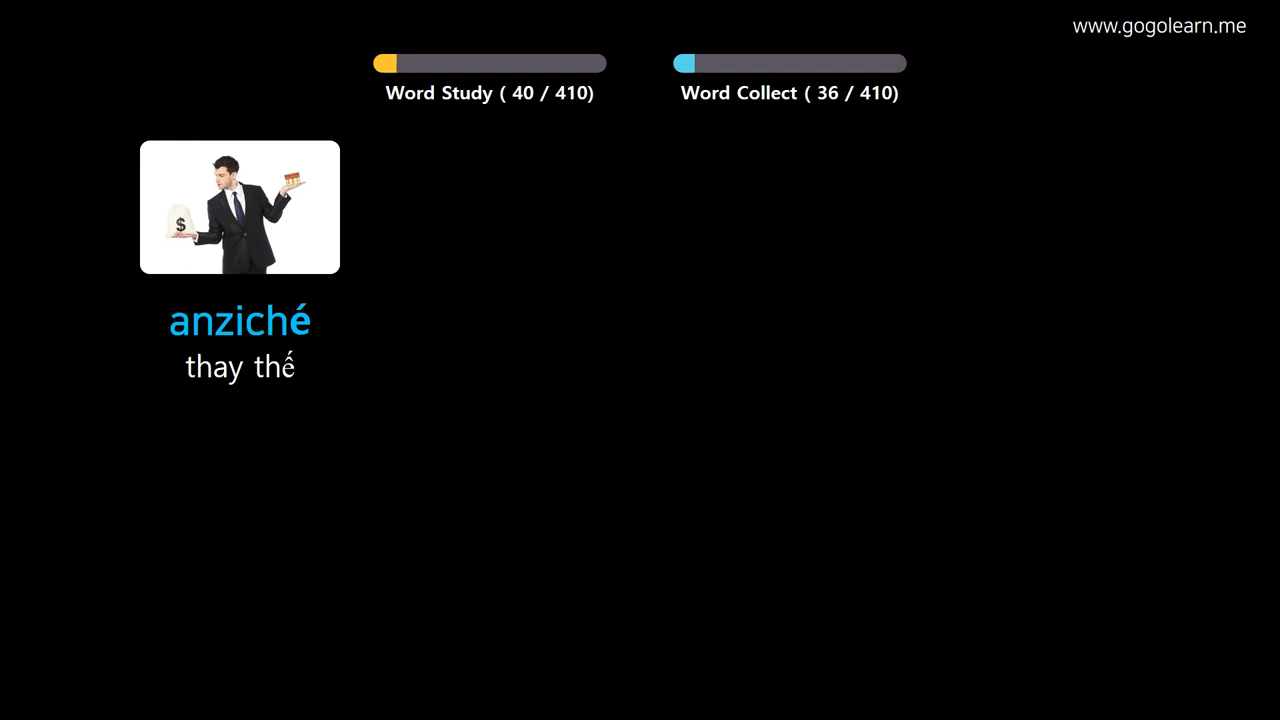 www.gogolearn.me
Word Study ( 40 / 410)
Word Collect ( 36 / 410)
$
anziché
thay thế